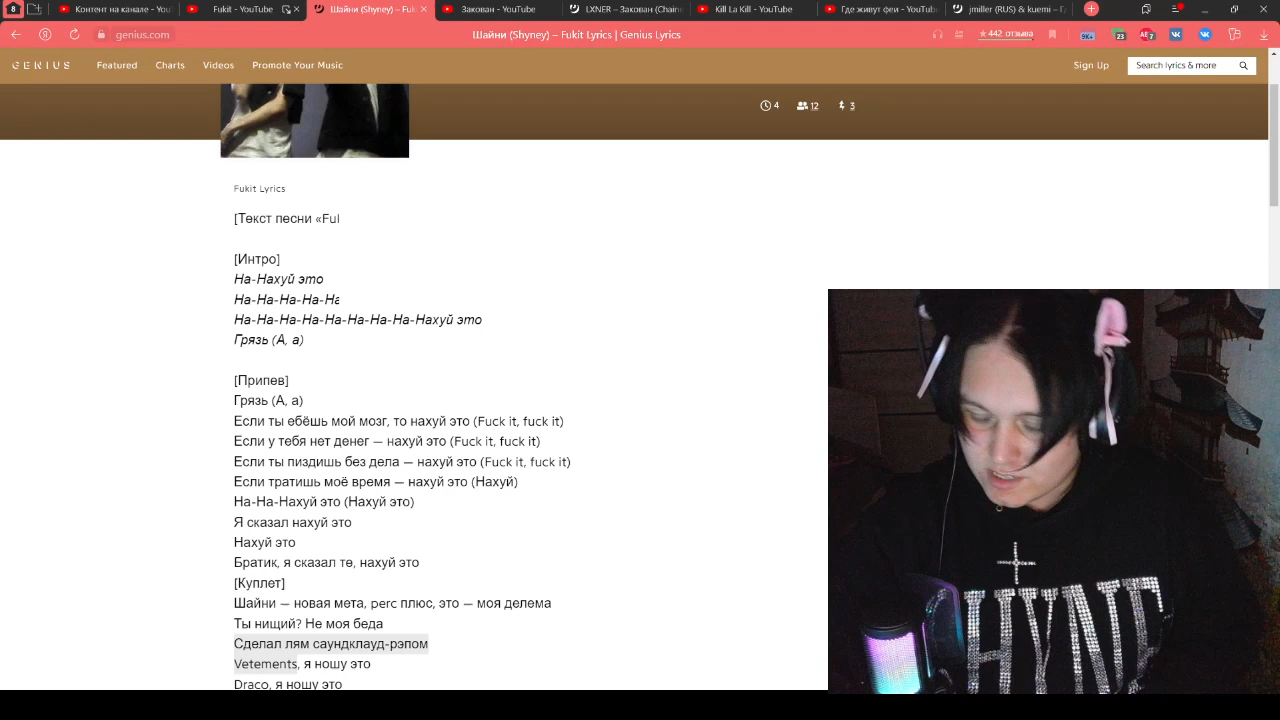 8
Контент на канале - You
Fukit - YouTube
Шайни (Shyney) – Fuk
Закован - YouTube
LXNER – Закован (Chaine
Kill La Kill - YouTube
Где живут феи - YouTub
jmiller (RUS) & kuemi – Г
genius.com
Шайни (Shyney) – Fukit Lyrics | Genius Lyrics
★442 отзыва
9K+
23
7
GENIUS
Featured
Charts
Videos
Promote Your Music
Sign Up
Search lyrics & more
4
12
3
Fukit Lyrics
[Текст песни «Ful
[Интро]
На-Нахуй это
На-На-На-На-На
На-На-На-На-На-На-На-На-Нахуй это
Грязь (А, а)
[Припев]
Грязь (А, а)
Если ты ебёшь мой мозг, то нахуй это (Fuck it, fuck it)
Если у тебя нет денег — нахуй это (Fuck it, fuck it)
Если ты пиздишь без дела — нахуй это (Fuck it, fuck it)
Если тратишь моё время — нахуй это (Нахуй)
На-На-Нахуй это (Нахуй это)
Я сказал нахуй это
Нахуй это
Братик, я сказал те, нахуй это
[Куплет]
Шайни — новая мета, perc плюс, это — моя делема
Ты нищий? Не моя беда
Сделал лям саундклауд-рэпом
Vetements, я ношу это
Draco, я ношу это